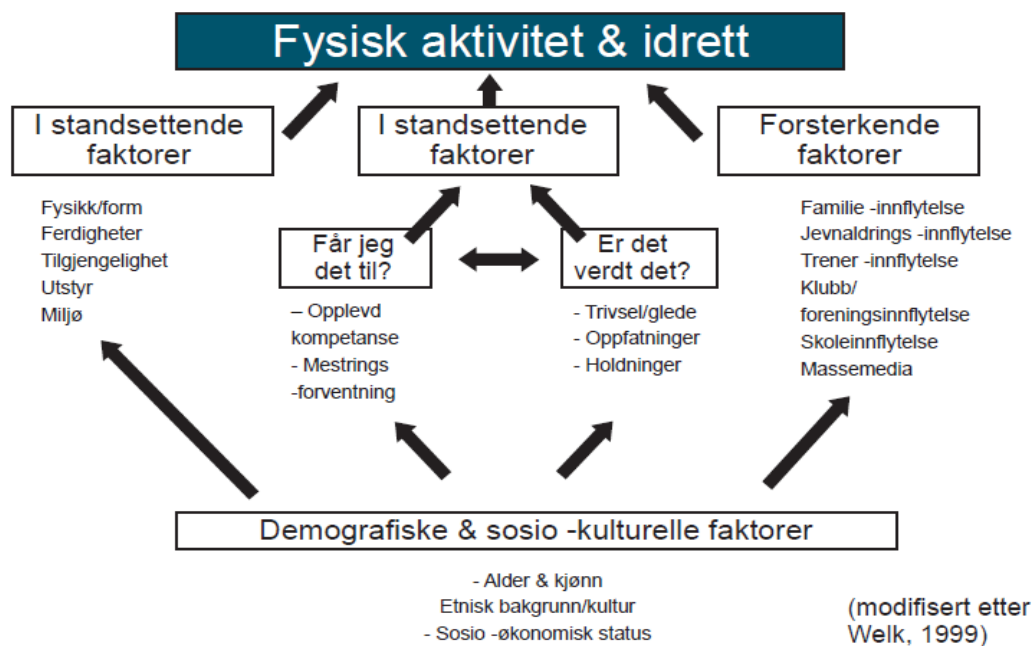 Fysisk aktivitet & idrett
I standsettende
faktorer
Fysikk/form
Ferdigheter
Tilgjengelighet
Utstyr
Miljø
I standsettende
faktorer
Får jeg
det til?
– Opplevd
kompetanse
- Mestrings
-forventning
Er det
verdt det?
- Trivsel/glede
- Oppfatninger
- Holdninger
Forsterkende
faktorer
Familie -innflytelse
Jevnaldrings -innflytelse
Trener -innflytelse
Klubb/
foreningsinnflytelse
Skoleinnflytelse
Massemedia
Demografiske & sosio -kulturelle faktorer
- Alder & kjønn
Etnisk bakgrunn/kultur
- Sosio -økonomisk status
(modifisert etter
Welk, 1999)